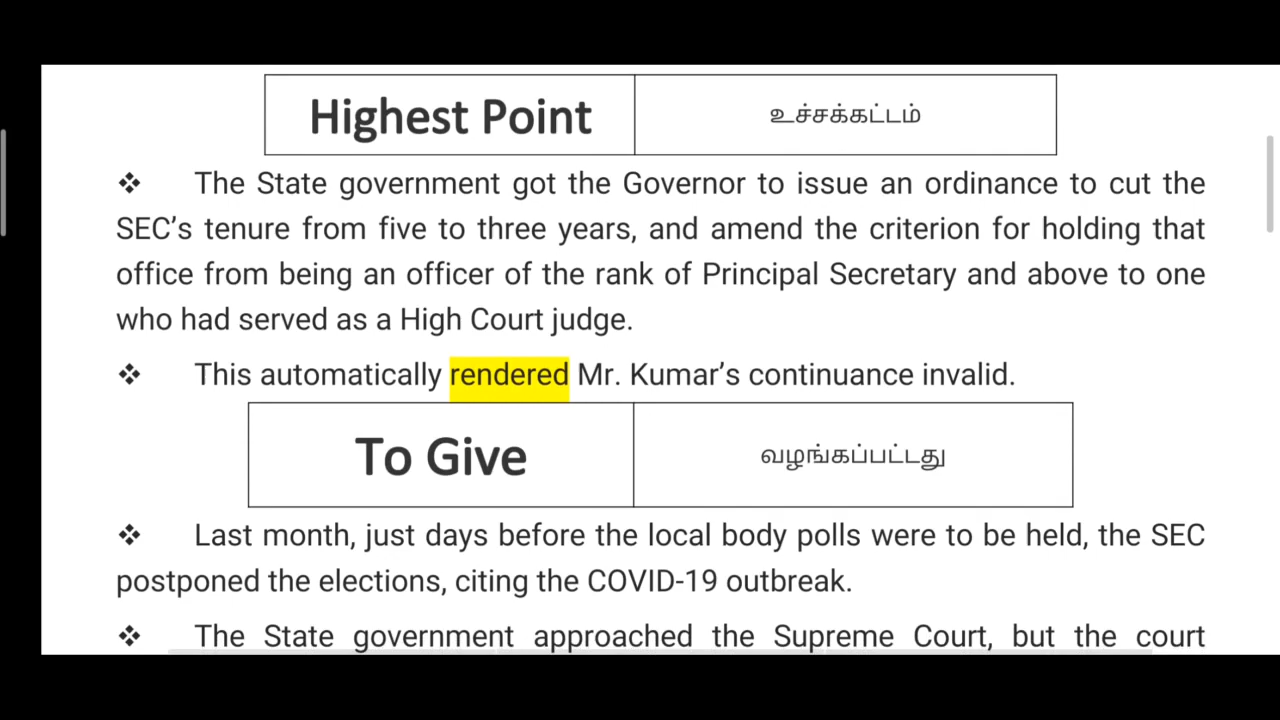 Highest Point உச்சக்கட்டம்
❖ The State government got the Governor to issue an ordinance to cut the
SEC’s tenure from five to three years, and amend the criterion for holding that
office from being an officer of the rank of Principal Secretary and above to one
who had served as a High Court judge.
❖ This automatically rendered Mr. Kumar’s continuance invalid.
To Give வழங்கப்பட்டது
❖ Last month, just days before the local body polls were to be held, the SEC
postponed the elections, citing the COVID-19 outbreak.
❖ The State government approached the Supreme Court, but the court